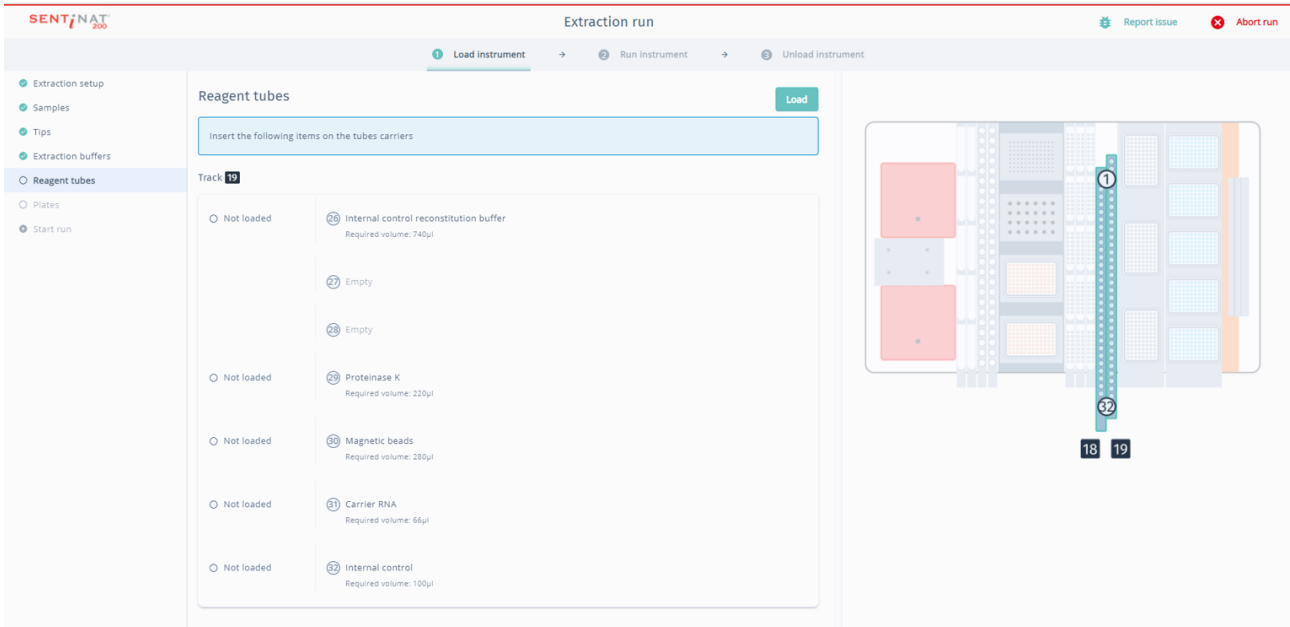 SENTiNAT
200
Extraction run
Report issue
Abort run
1 Load instrument → 2 Run instrument → 3 Unload instrument
Extraction setup
Samples
Tips
Extraction buffers
Reagent tubes
Plates
Start run
Reagent tubes
Load
Insert the following items on the tubes carriers
Track 19
Not loaded 26 Internal control reconstitution buffer
Required volume: 740µl
27 Empty
28 Empty
Not loaded 29 Proteinase K
Required volume: 220µl
Not loaded 30 Magnetic beads
Required volume: 280µl
Not loaded 31 Carrier RNA
Required volume: 66µl
Not loaded 32 Internal control
Required volume: 100µl
1
32
18 19